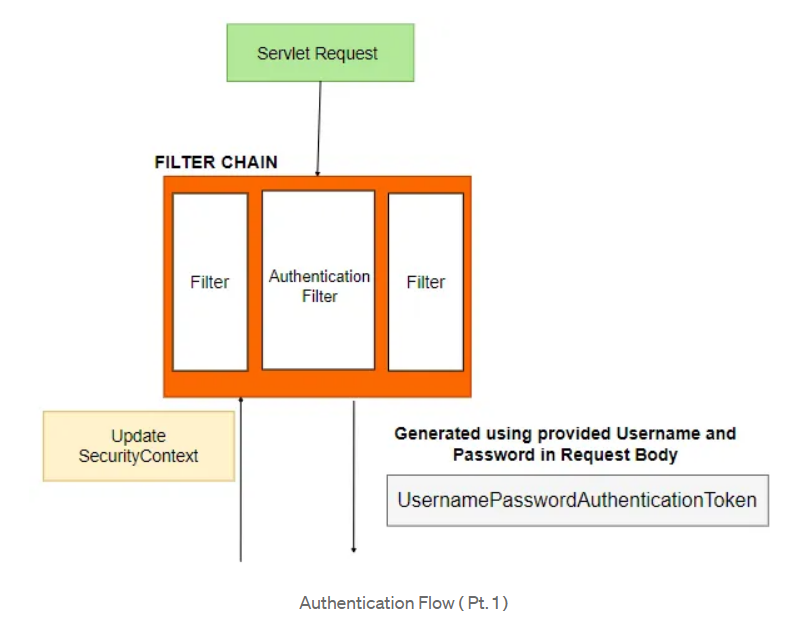 Servlet Request
FILTER CHAIN
Filter
Authentication
Filter
Filter
Update
SecurityContext
Generated using provided Username and
Password in Request Body
UsernamePasswordAuthenticationToken
Authentication Flow ( Pt. 1 )